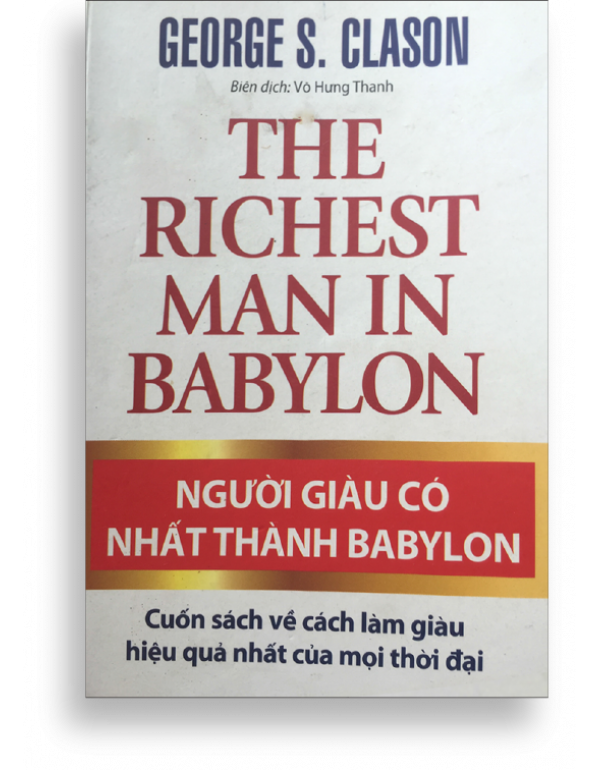 GEORGE S. CLASON
Biên dịch: Võ Hưng Thanh
THE
RICHEST
MAN IN
BABYLON
NGƯỜI GIÀU CÓ
NHẤT THÀNH BABYLON
Cuốn sách về cách làm giàu
hiệu quả nhất của mọi thời đại